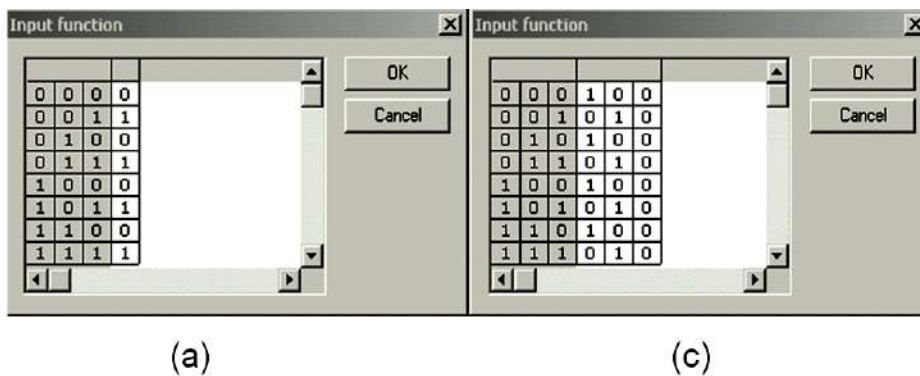 Input function
OK
Cancel
0 0 0 0
0 0 1 1
0 1 0 0
0 1 1 1
1 0 0 0
1 0 1 1
1 1 0 0
1 1 1 1
(a)
Input function
OK
Cancel
0 0 0 1 0 0
0 0 1 0 1 0
0 1 0 1 0 0
0 1 1 0 1 0
1 0 0 1 0 0
1 0 1 0 1 0
1 1 0 1 0 0
1 1 1 0 1 0
(c)